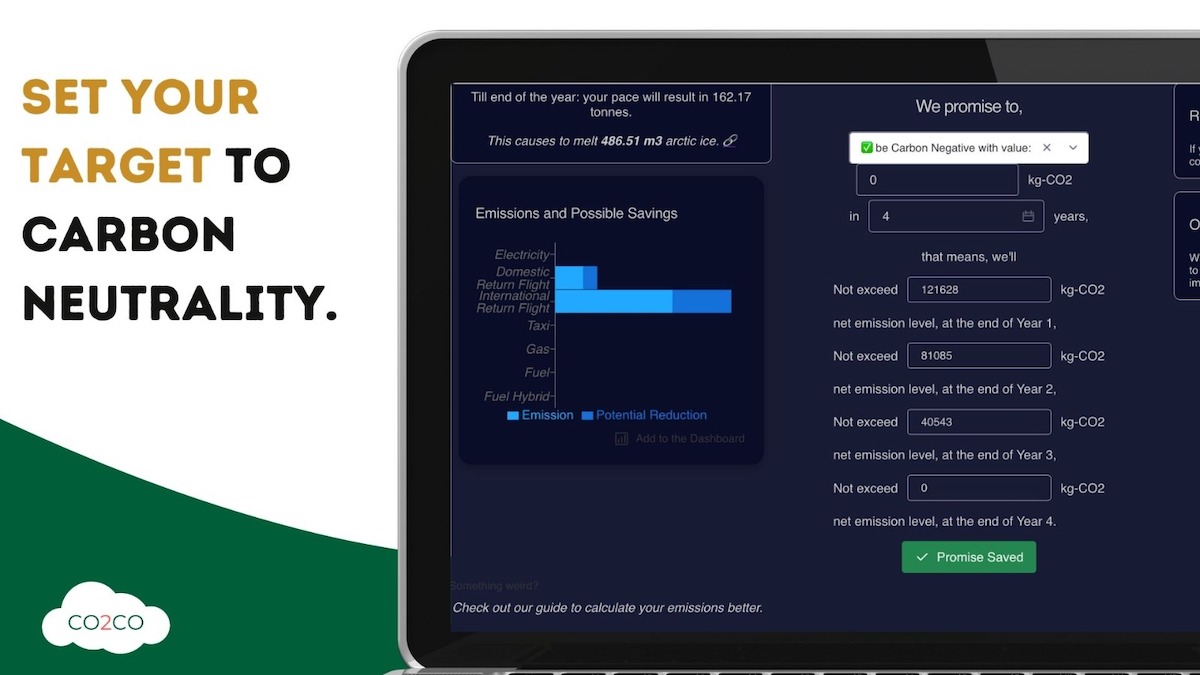 SET YOUR
TARGET TO
CARBON
NEUTRALITY.
CO2CO
Till end of the year: your pace will result in 162.17
tonnes.
This causes to melt 486.51 m3 arctic ice.
Emissions and Possible Savings
Electricity
Domestic
Return Flight
International
Return Flight
Taxi
Gas
Fuel
Fuel Hybrid
Emission Potential Reduction
Add to the Dashboard
Something weird?
Check out our guide to calculate your emissions better.
We promise to,
be Carbon Negative with value:
0 kg-CO2
in 4 years,
that means, we'll
Not exceed 121628 kg-CO2
net emission level, at the end of Year 1,
Not exceed 81085 kg-CO2
net emission level, at the end of Year 2,
Not exceed 40543 kg-CO2
net emission level, at the end of Year 3,
Not exceed 0 kg-CO2
net emission level, at the end of Year 4.
Promise Saved